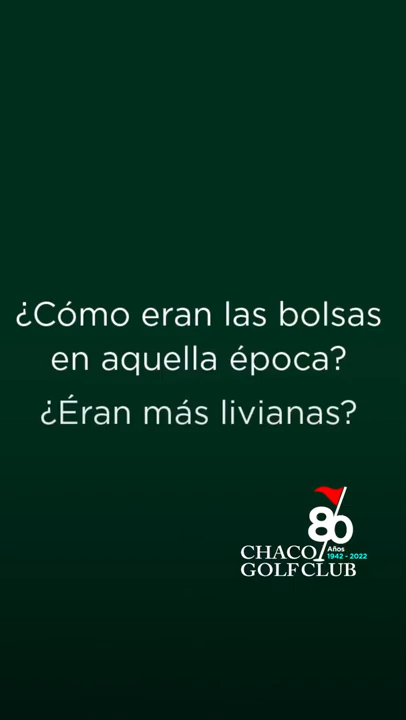 ¿Cómo eran las bolsas
en aquella época?
¿Éran más livianas?
80
Años
1942 - 2022
CHACO
GOLF CLUB